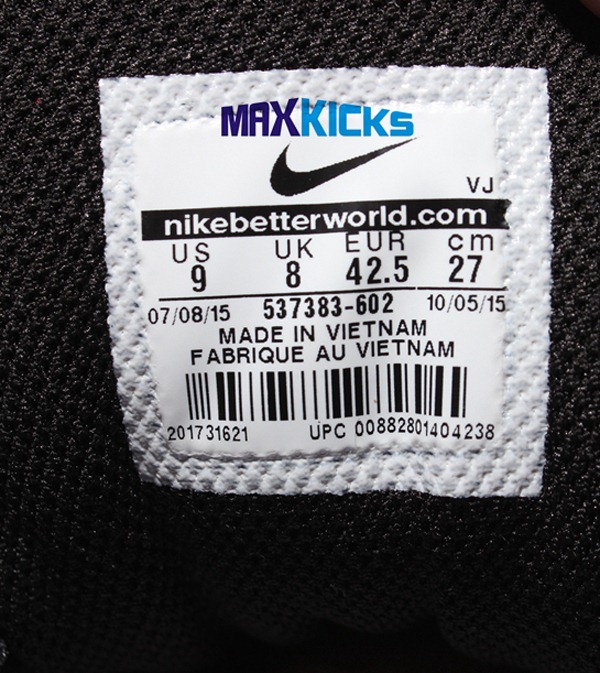 MAXKICKS
VJ
nikebetterworld.com
US UK EUR cm
9 8 42.5 27
07/08/15 537383-602 10/05/15
MADE IN VIETNAM
FABRIQUE AU VIETNAM
201731621 UPC 00882801404238